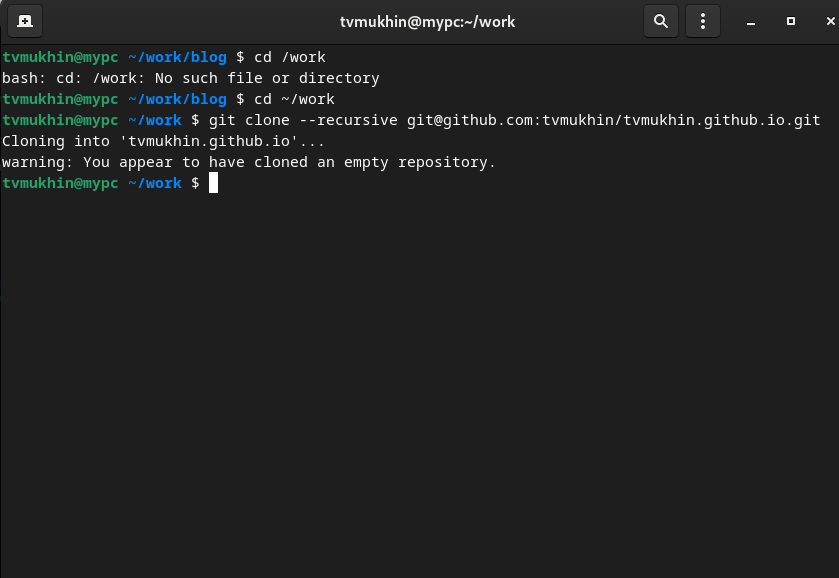 tvmukhin@mypc:~/work
tvmukhin@mypc ~/work/blog $ cd /work
bash: cd: /work: No such file or directory
tvmukhin@mypc ~/work/blog $ cd ~/work
tvmukhin@mypc ~/work $ git clone --recursive git@github.com:tvmukhin/tvmukhin.github.io.git
Cloning into 'tvmukhin.github.io'...
warning: You appear to have cloned an empty repository.
tvmukhin@mypc ~/work $